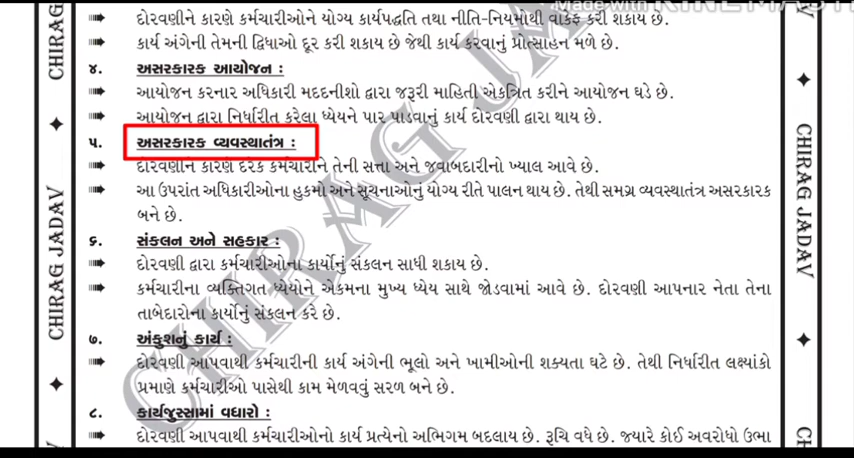 Made with KINEMASTER
દોરવણીને કારણે કર્મચારીઓને યોગ્ય કાર્યપદ્ધતિ તથા નીતિ-નિયમોથી વાકેફ કરી શકાય છે.
કાર્ય અંગેની તેમની દ્વિધાઓ દૂર કરી શકાય છે જેથી કાર્ય કરવાનું પ્રોત્સાહન મળે છે.
૪. અસરકારક આયોજન :
આયોજન કરનાર અધિકારી મદદનીશો દ્વારા જરૂરી માહિતી એકત્રિત કરીને આયોજન ઘડે છે.
આયોજન દ્વારા નિર્ધારીત કરેલા ધ્યેયને પાર પાડવાનું કાર્ય દોરવણી દ્વારા થાય છે.
૫. અસરકારક વ્યવસ્થાતંત્ર :
દોરવણીને કારણે દરેક કર્મચારીને તેની સત્તા અને જવાબદારીનો ખ્યાલ આવે છે.
આ ઉપરાંત અધિકારીઓના હુકમો અને સૂચનાઓનું યોગ્ય રીતે પાલન થાય છે. તેથી સમગ્ર વ્યવસ્થાતંત્ર અસરકારક
બને છે.
૬. સંકલન અને સહકાર :
દોરવણી દ્વારા કર્મચારીઓના કાર્યોનું સંકલન સાધી શકાય છે.
કર્મચારીના વ્યક્તિગત ધ્યેયોને એકમના મુખ્ય ધ્યેય સાથે જોડવામાં આવે છે. દોરવણી આપનાર નેતા તેના
તાબેદારોના કાર્યોનું સંકલન કરે છે.
૭. અંકુશનું કાર્ય :
દોરવણી આપવાથી કર્મચારીની કાર્ય અંગેની ભૂલો અને ખામીઓની શક્યતા ઘટે છે. તેથી નિર્ધારીત લક્ષ્યાંકો
પ્રમાણે કર્મચારીઓ પાસેથી કામ મેળવવું સરળ બને છે.
૮. કાર્યજુસ્સામાં વધારો :
દોરવણી આપવાથી કર્મચારીઓનો કાર્ય પ્રત્યેનો અભિગમ બદલાય છે. રૂચિ વધે છે. જ્યારે કોઈ અવરોધો ઉભા
CHIRAG
CHIRAG JADAV
CHIRAG JADAV
CHIRAG JA